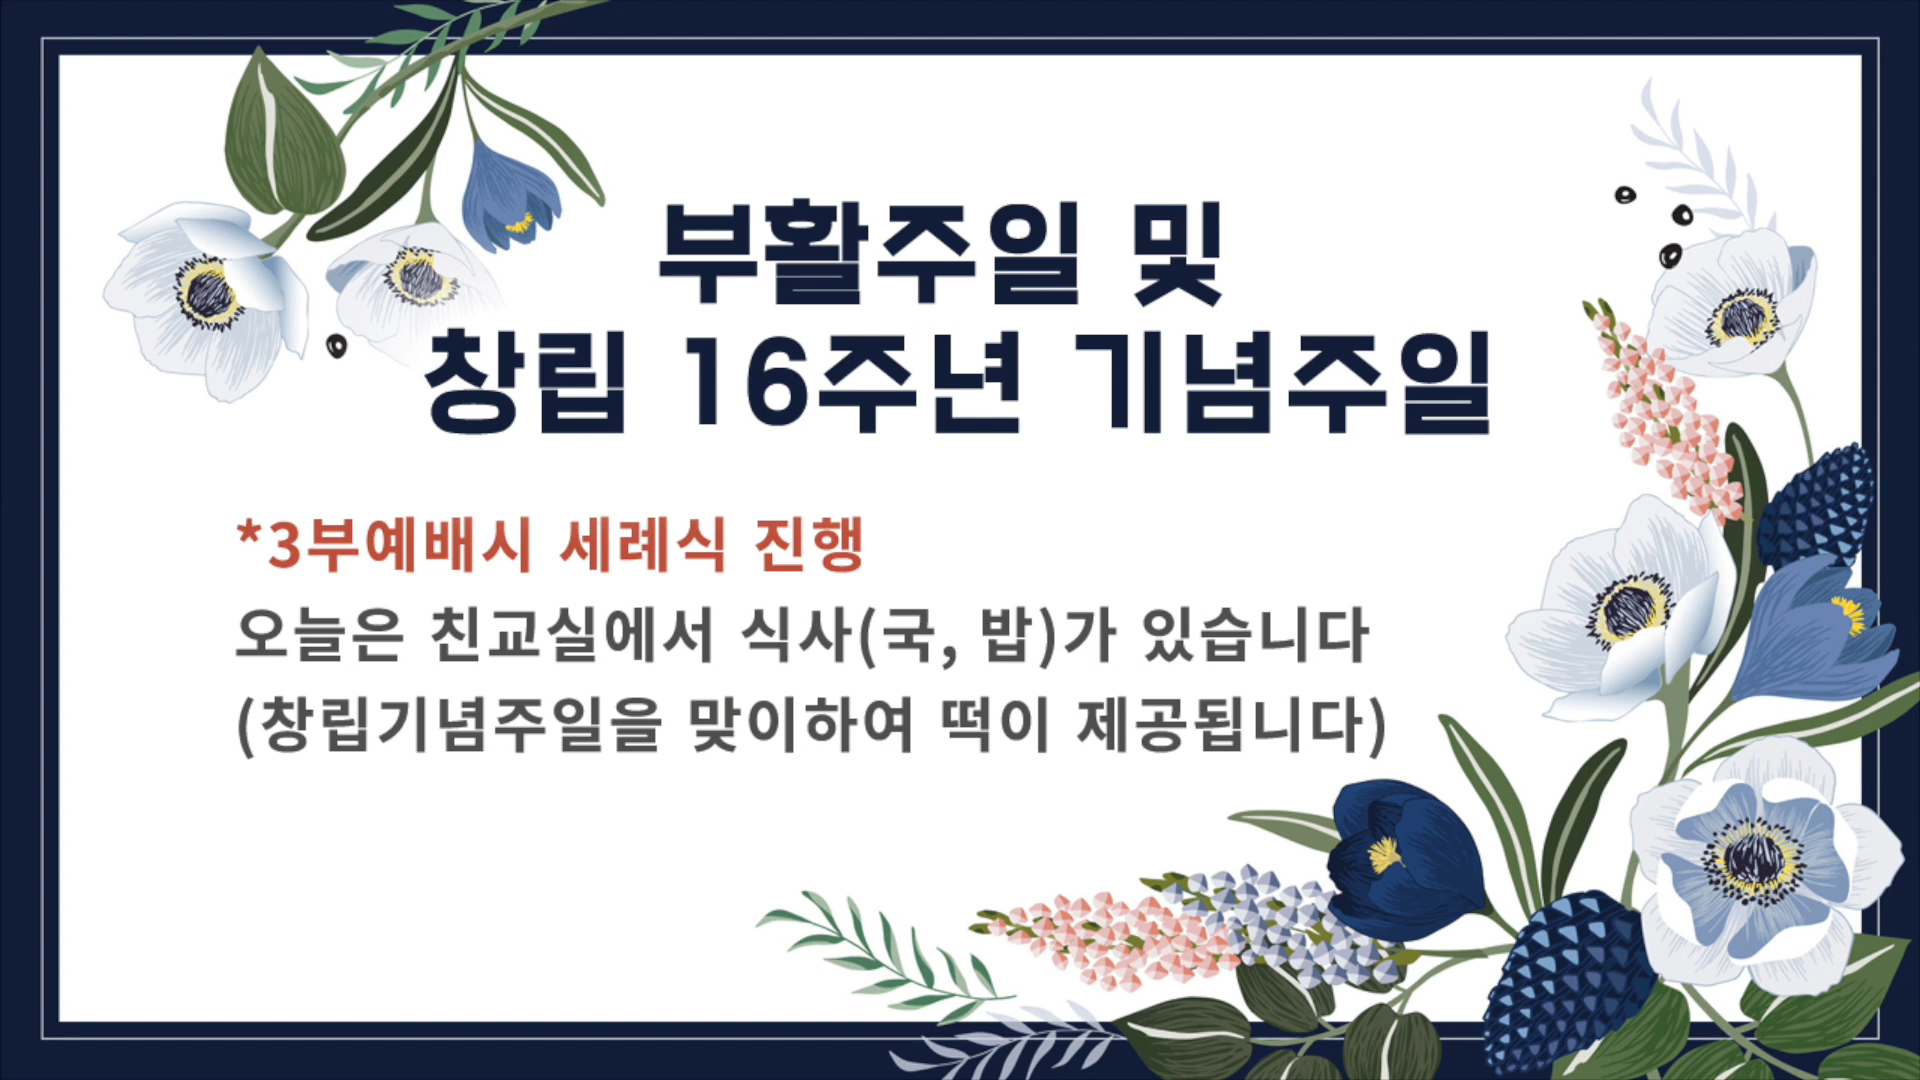 부활주일 및
창립 16주년 기념주일
*3부예배시 세례식 진행
오늘은 친교실에서 식사(국, 밥)가 있습니다
(창립기념주일을 맞이하여 떡이 제공됩니다)